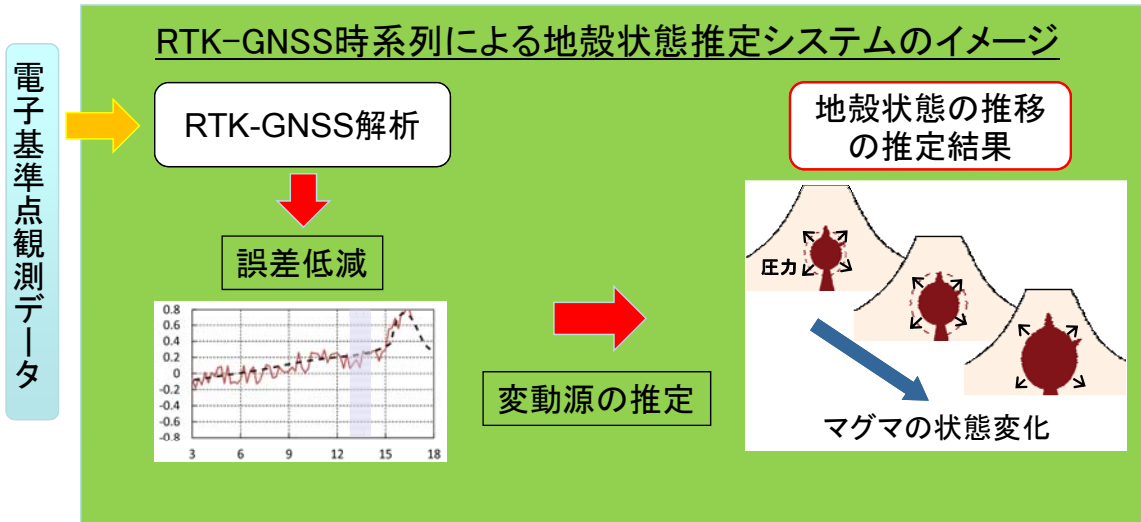 RTK-GNSS時系列による地殻状態推定システムのイメージ
電子基準点観測データ
RTK-GNSS解析
誤差低減
0.8
0.6
0.4
0.2
0
-0.2
-0.4
-0.6
-0.8
3 6 9 12 15 18
変動源の推定
地殻状態の推移
の推定結果
圧力
マグマの状態変化